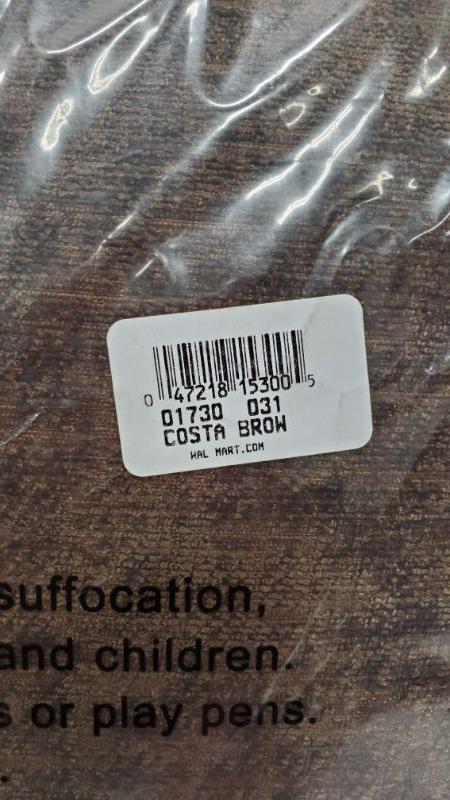 0 47218 15300 5
01730 031
COSTA BROW
WAL MART.COM
suffocation,
and children.
s or play pens.
.